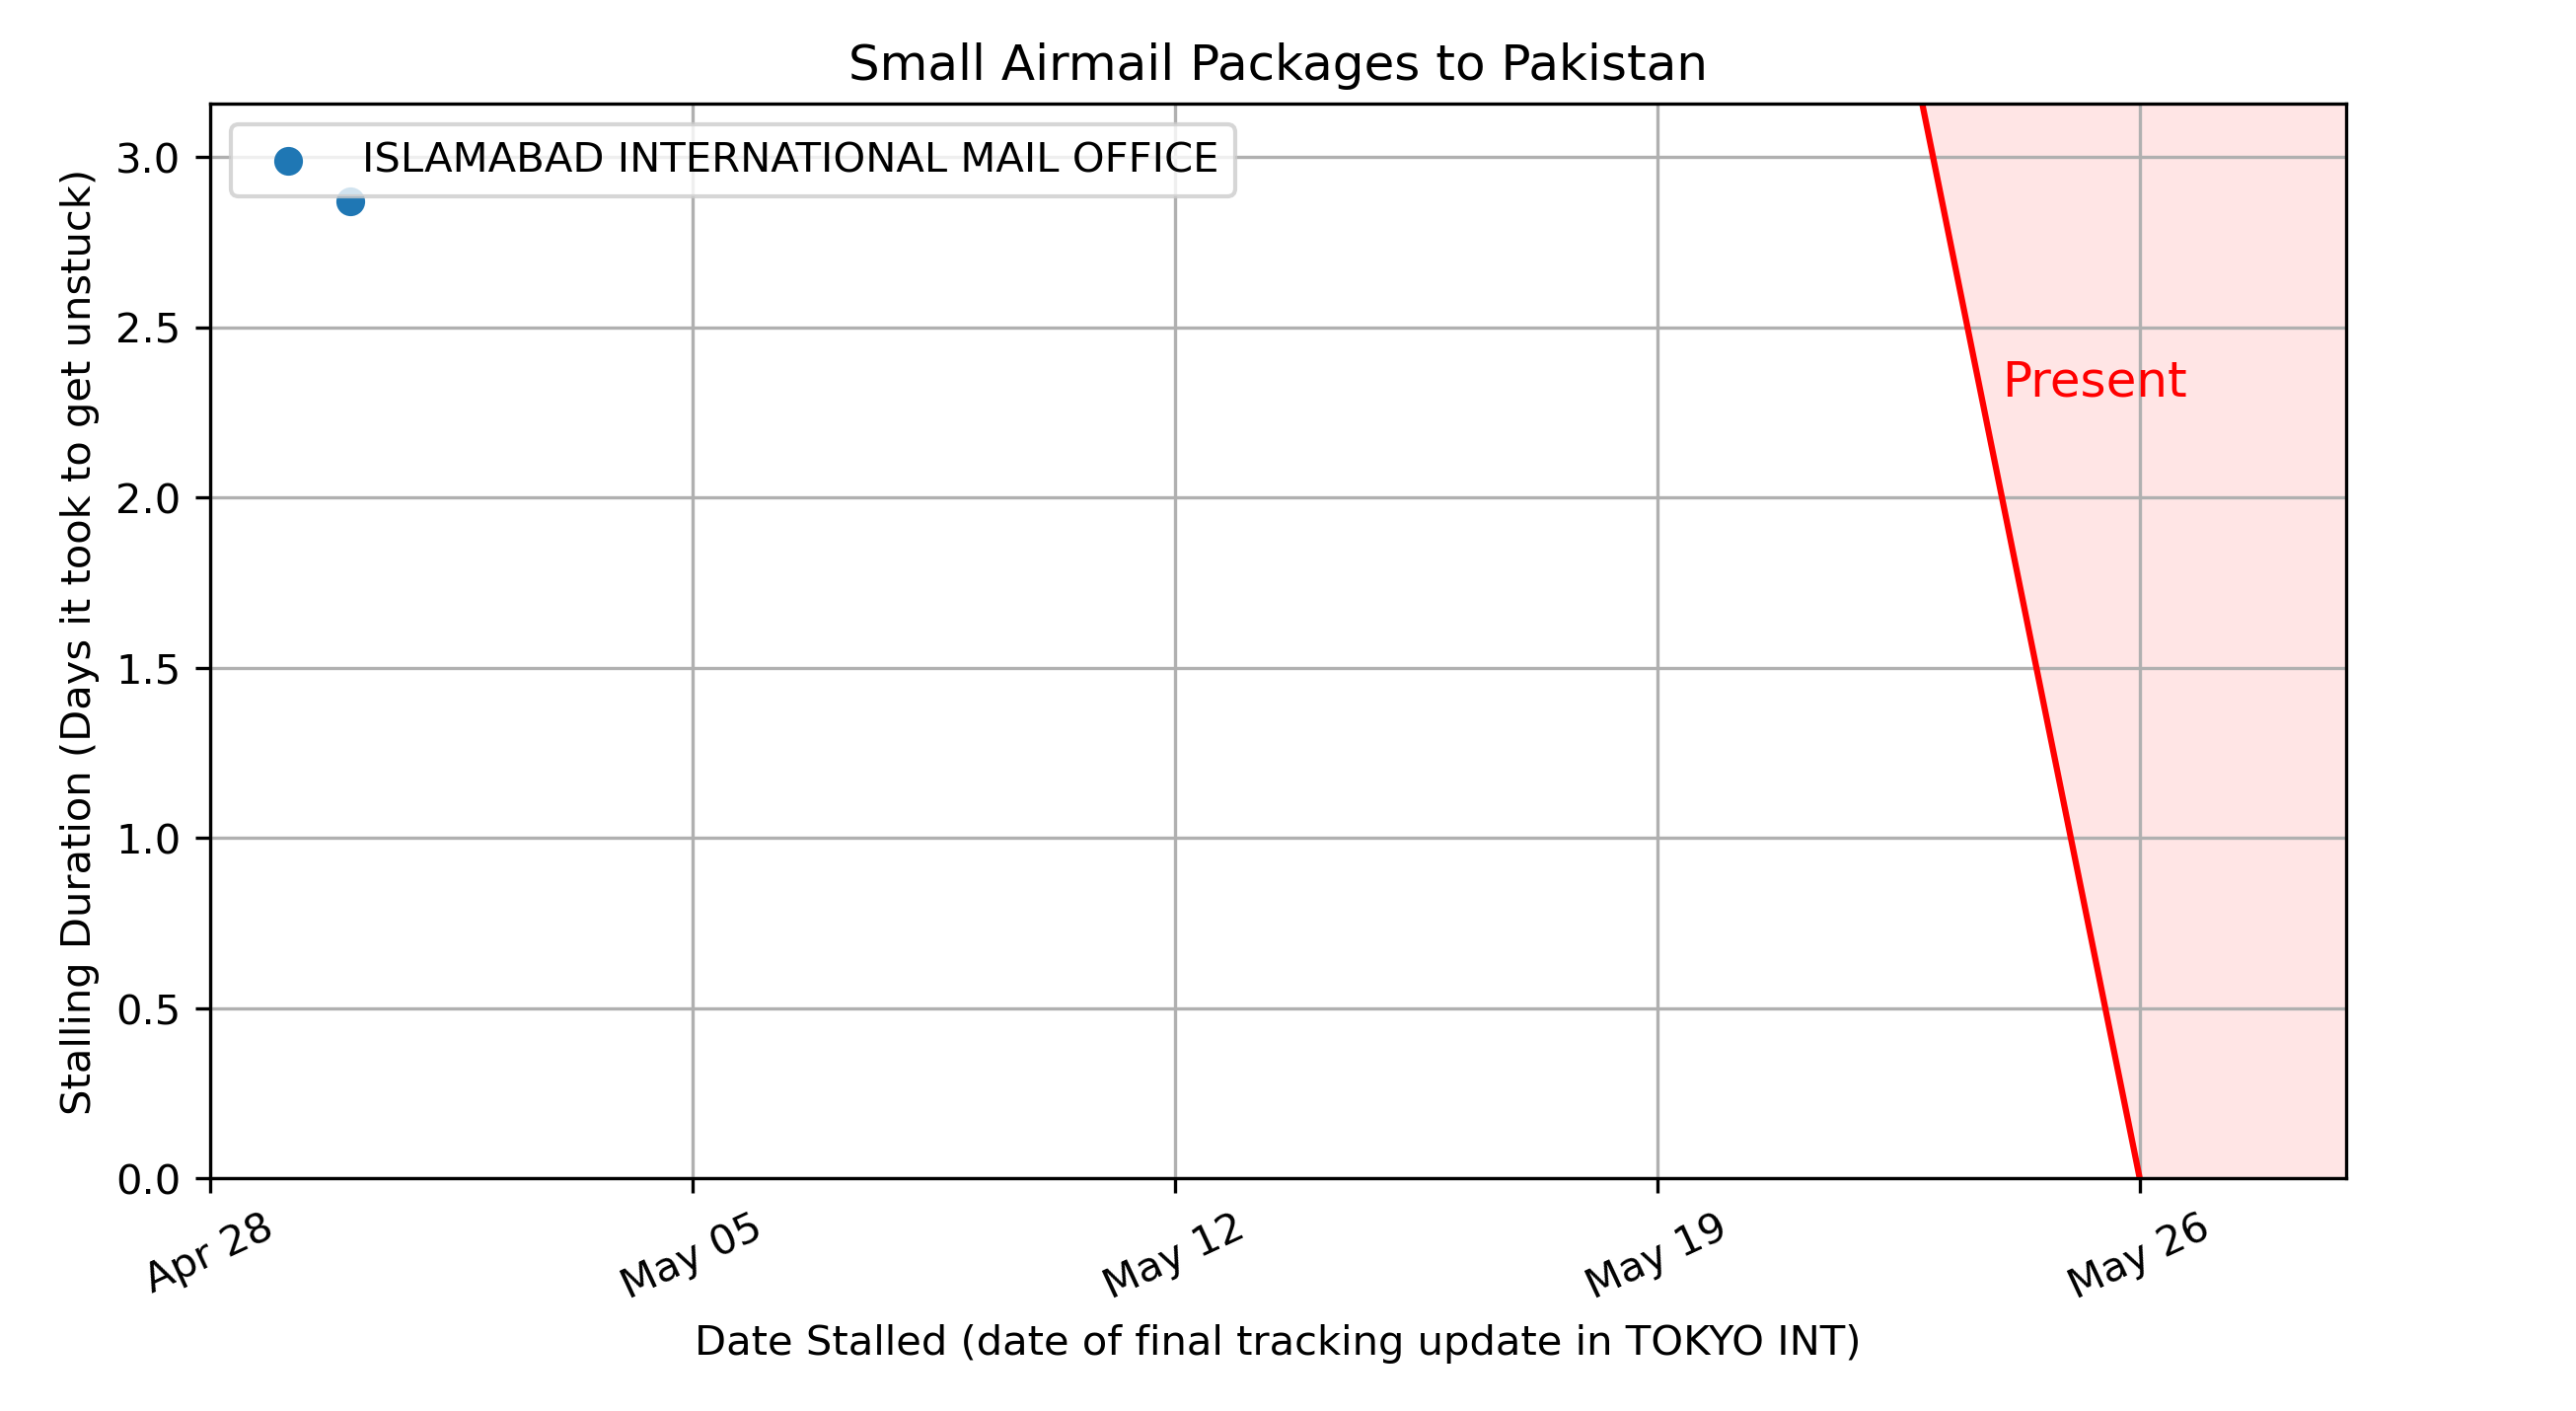 Small Airmail Packages to Pakistan
ISLAMABAD INTERNATIONAL MAIL OFFICE
Stalling Duration (Days it took to get unstuck)
3.0
2.5
2.0
1.5
1.0
0.5
0.0
Present
Apr 28
May 05
May 12
May 19
May 26
Date Stalled (date of final tracking update in TOKYO INT)